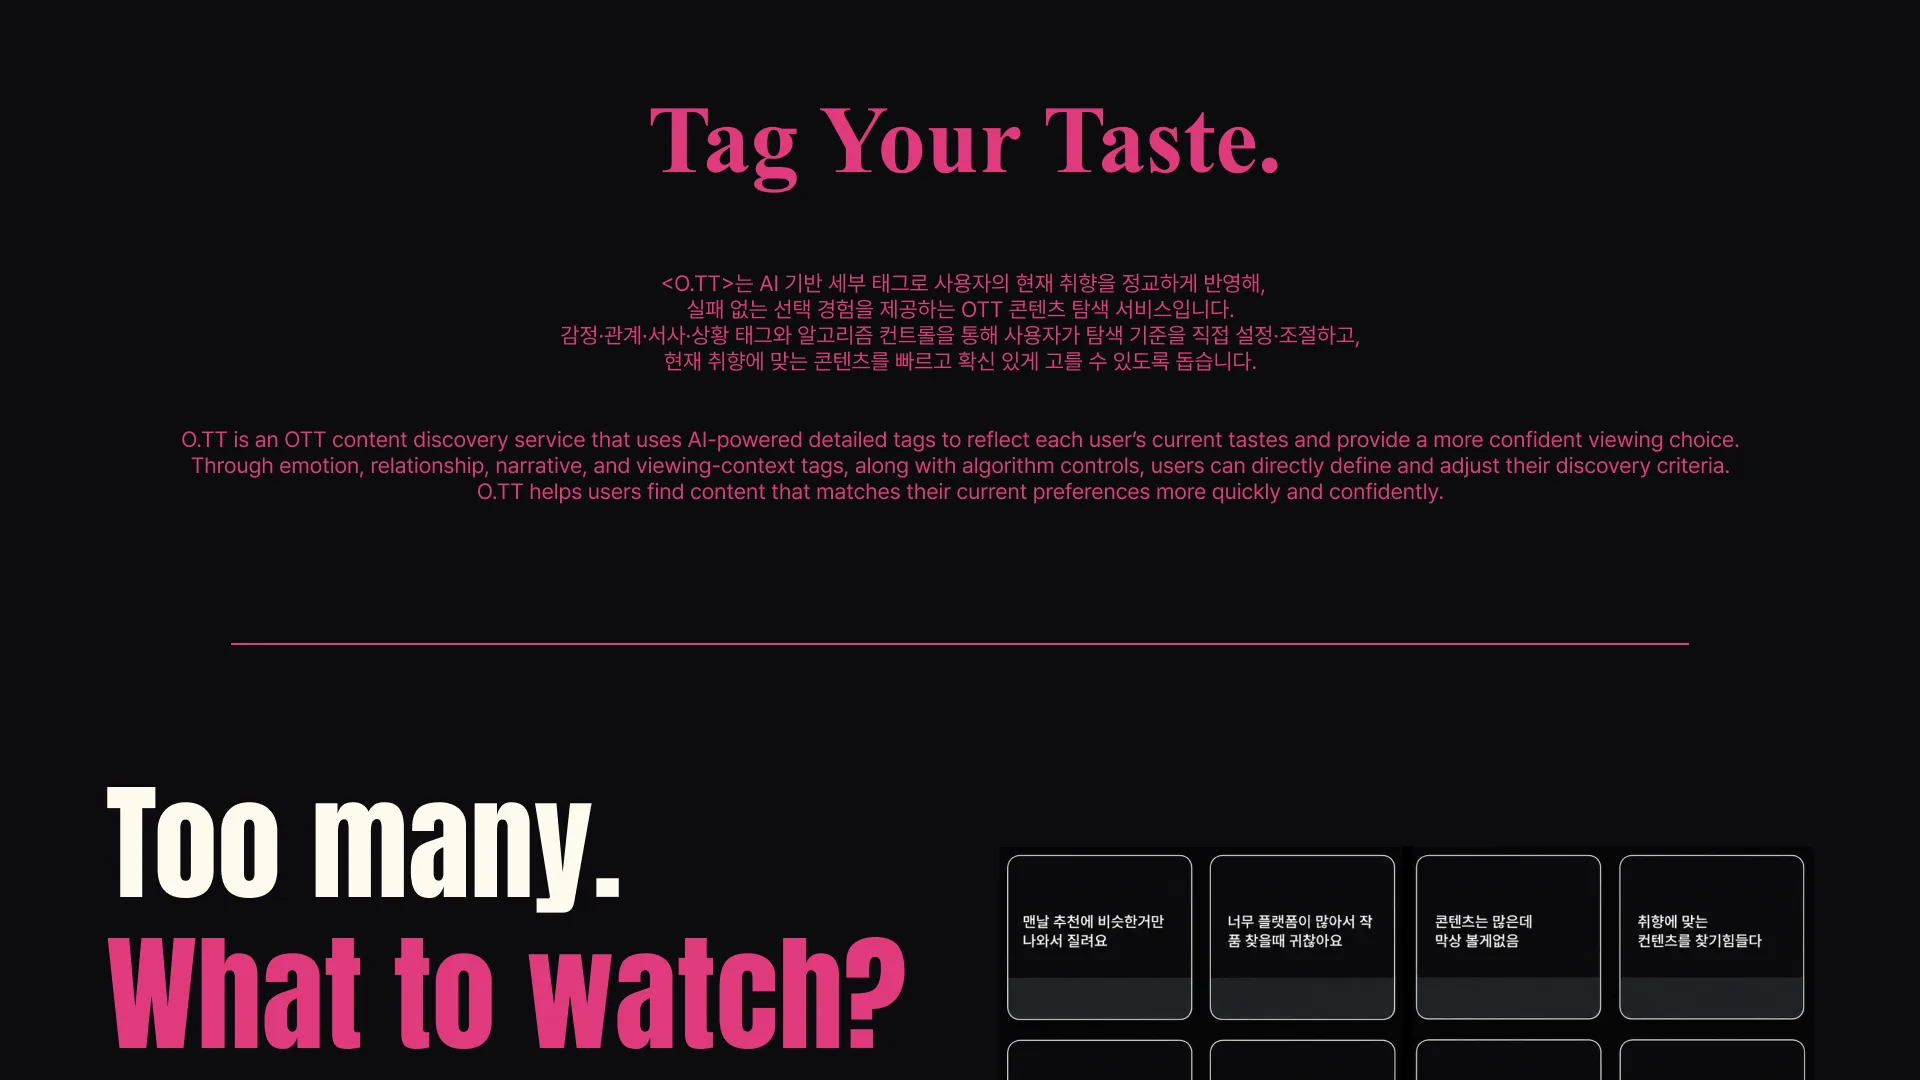 Tag Your Taste.
<O.TT>는 AI 기반 세부 태그로 사용자의 현재 취향을 정교하게 반영해,
실패 없는 선택 경험을 제공하는 OTT 콘텐츠 탐색 서비스입니다.
감정·관계·서사·상황 태그와 알고리즘 컨트롤을 통해 사용자가 탐색 기준을 직접 설정·조절하고,
현재 취향에 맞는 콘텐츠를 빠르고 확신 있게 고를 수 있도록 돕습니다.
O.TT is an OTT content discovery service that uses AI-powered detailed tags to reflect each user’s current tastes and provide a more confident viewing choice.
Through emotion, relationship, narrative, and viewing-context tags, along with algorithm controls, users can directly define and adjust their discovery criteria.
O.TT helps users find content that matches their current preferences more quickly and confidently.
Too many.
What to watch?
맨날 추천에 비슷한거만
나와서 질려요
너무 플랫폼이 많아서 작
품 찾을때 귀찮아요
콘텐츠는 많은데
막상 볼게없음
취향에 맞는
컨텐츠를 찾기힘들다